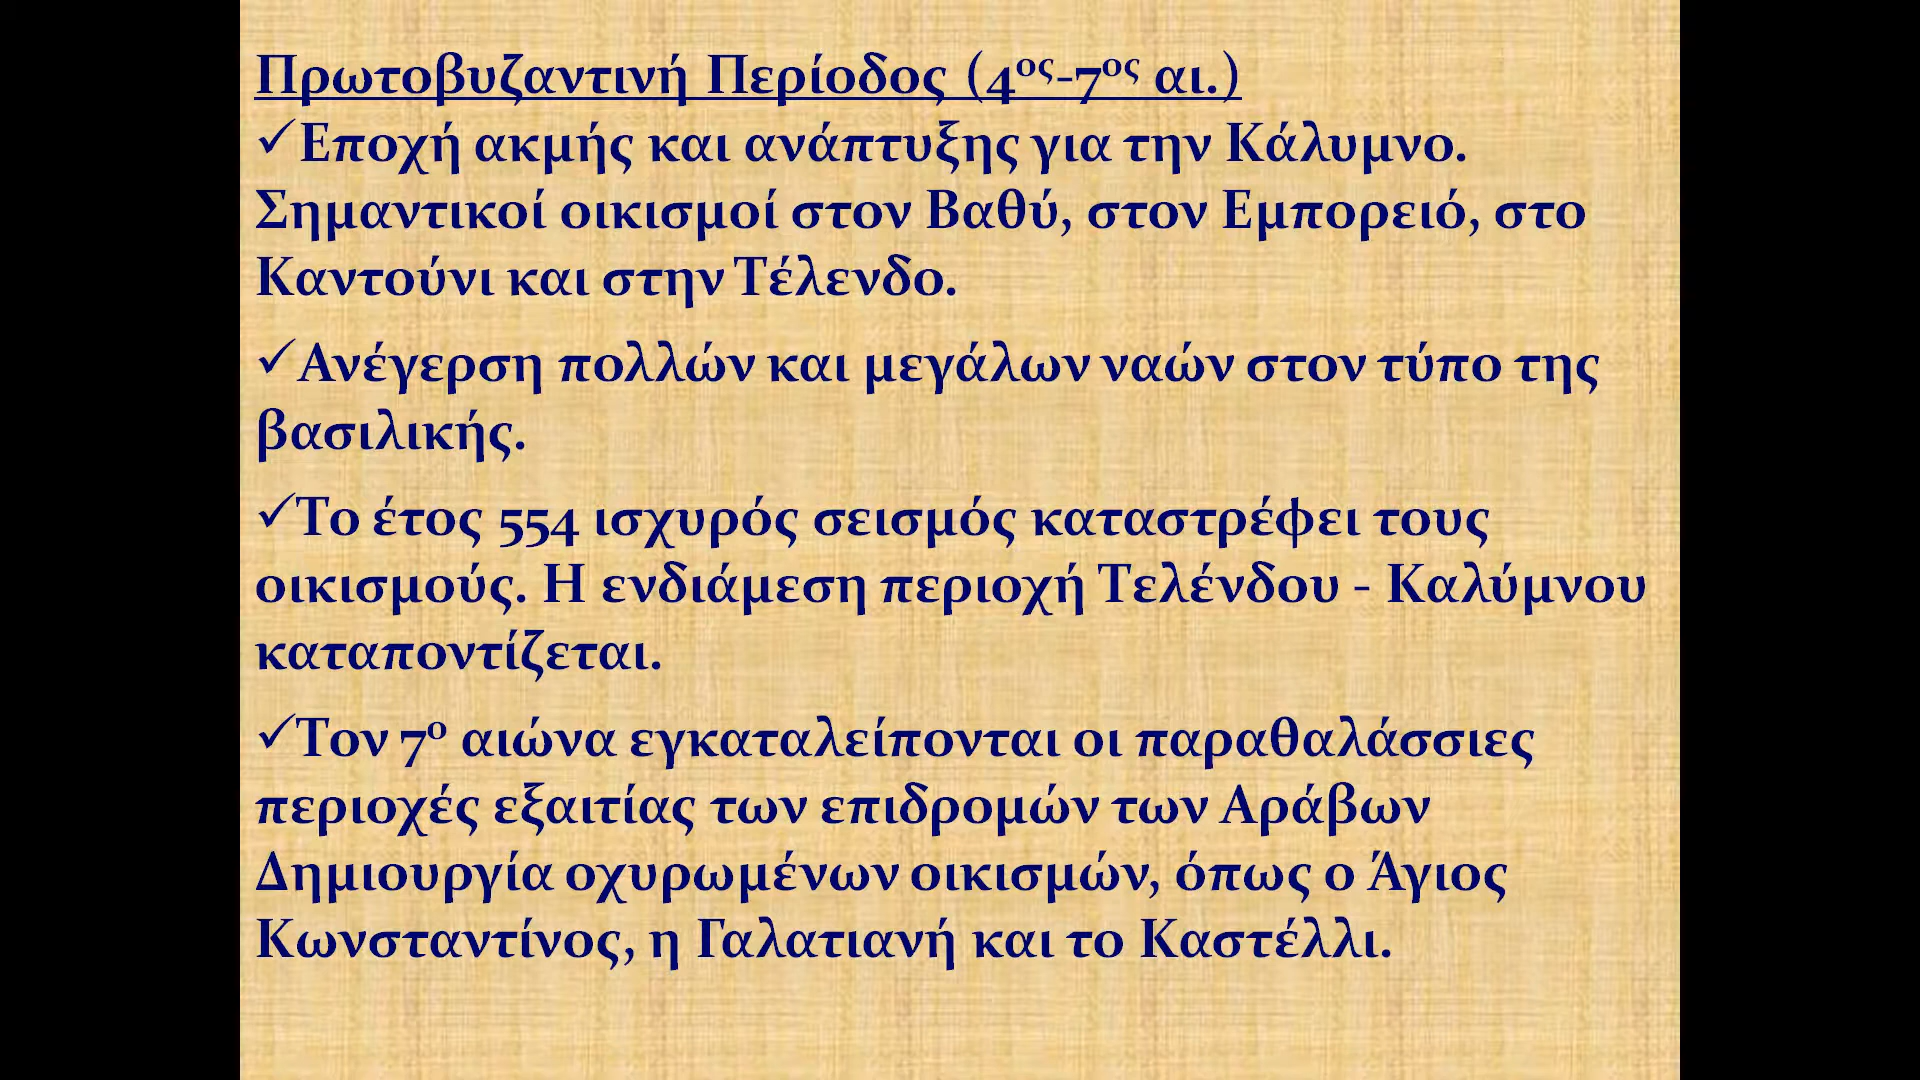 Πρωτοβυζαντινή Περίοδος (4ος-7ος αι.)
✓Εποχή ακμής και ανάπτυξης για την Κάλυμνο.
Σημαντικοί οικισμοί στον Βαθύ, στον Εμπορειό, στο
Καντούνι και στην Τέλενδο.
✓Ανέγερση πολλών και μεγάλων ναών στον τύπο της
βασιλικής.
✓Το έτος 554 ισχυρός σεισμός καταστρέφει τους
οικισμούς. Η ενδιάμεση περιοχή Τελένδου - Καλύμνου
καταποντίζεται.
✓Τον 7ο αιώνα εγκαταλείπονται οι παραθαλάσσιες
περιοχές εξαιτίας των επιδρομών των Αράβων
Δημιουργία οχυρωμένων οικισμών, όπως ο Άγιος
Κωνσταντίνος, η Γαλατιανή και το Καστέλλι.